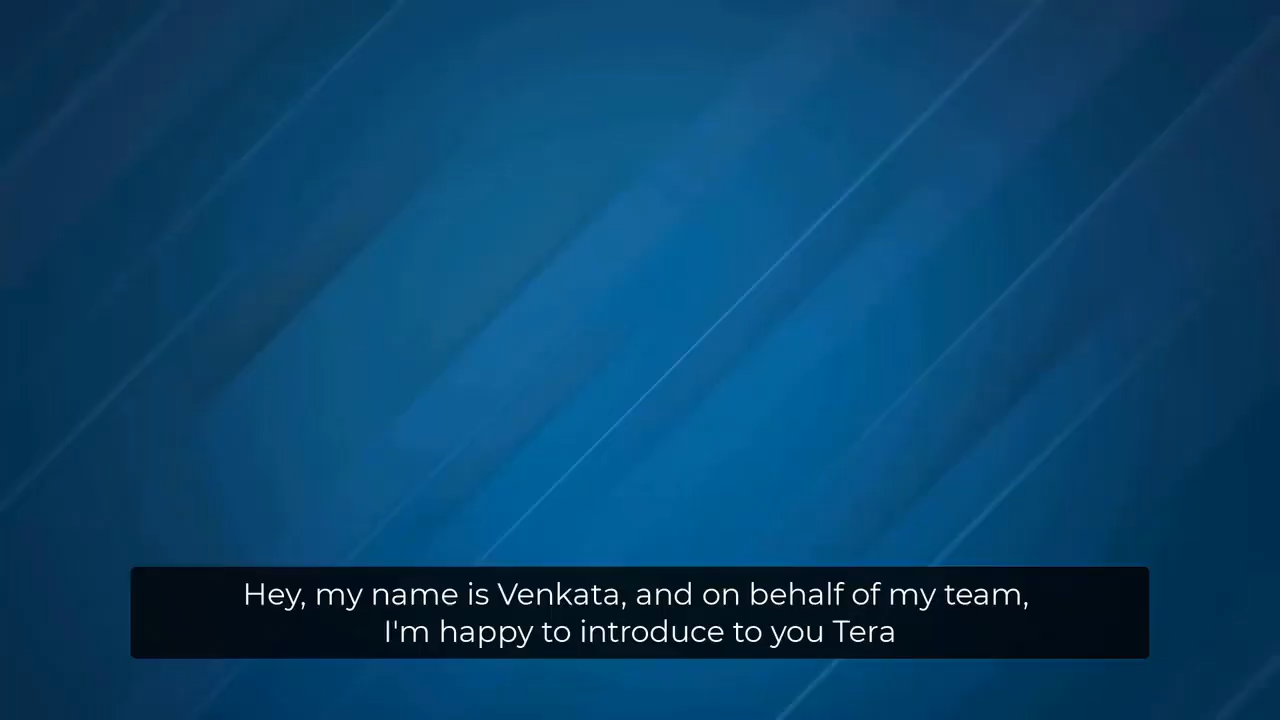 Hey, my name is Venkata, and on behalf of my team,
I'm happy to introduce to you Tera